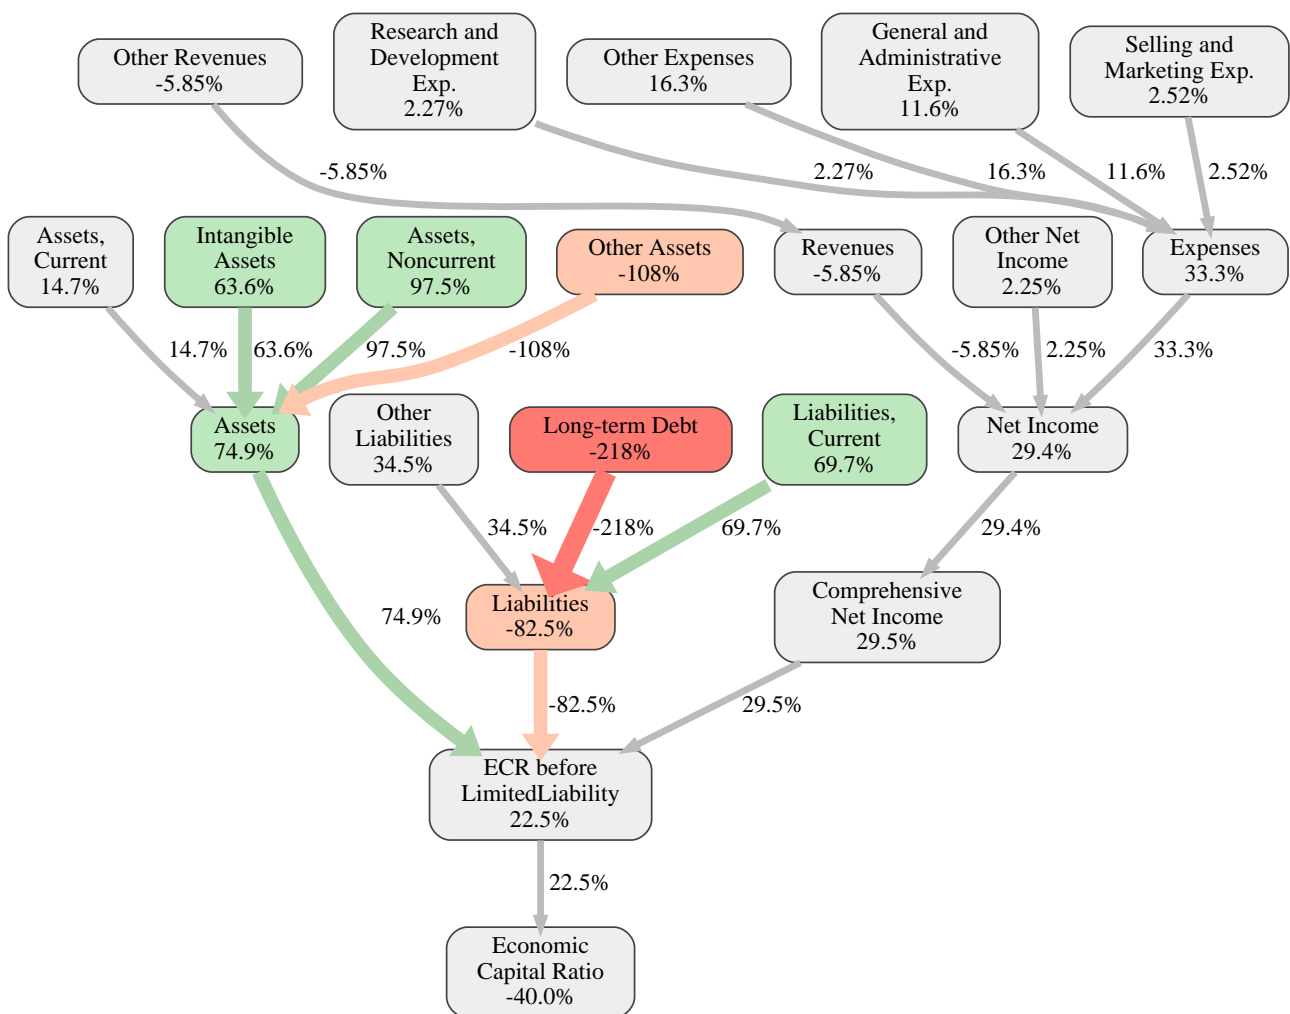 Other Revenues
-5.85%
Research and
Development
Exp.
2.27%
Other Expenses
16.3%
General and
Administrative
Exp.
11.6%
Selling and
Marketing Exp.
2.52%
-5.85%
2.27%
16.3%
11.6%
2.52%
Assets,
Current
14.7%
Intangible
Assets
63.6%
Assets,
Noncurrent
97.5%
Other Assets
-108%
Revenues
-5.85%
Other Net
Income
2.25%
Expenses
33.3%
14.7%
63.6%
97.5%
-108%
-5.85%
2.25%
33.3%
Assets
74.9%
Other
Liabilities
34.5%
Long-term Debt
-218%
Liabilities,
Current
69.7%
Net Income
29.4%
34.5%
-218%
69.7%
29.4%
74.9%
Liabilities
-82.5%
Comprehensive
Net Income
29.5%
-82.5%
29.5%
ECR before
LimitedLiability
22.5%
22.5%
Economic
Capital Ratio
-40.0%